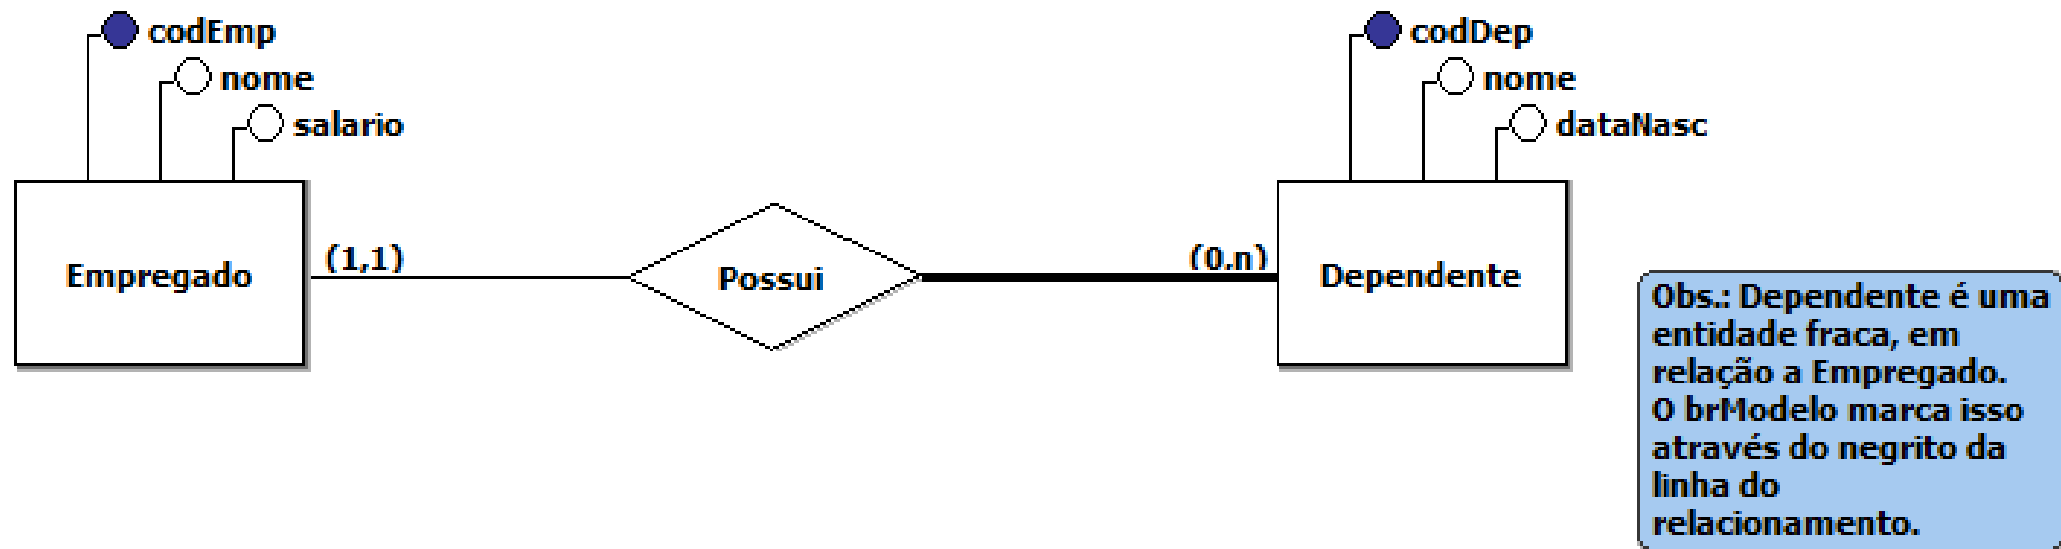 codEmp
nome
salario
codDep
nome
dataNasc
Empregado
(1,1)
Possui
(0.n)
Dependente
Obs.: Dependente é uma
entidade fraca, em
relação a Empregado.
O brModelo marca isso
através do negrito da
linha do
relacionamento.